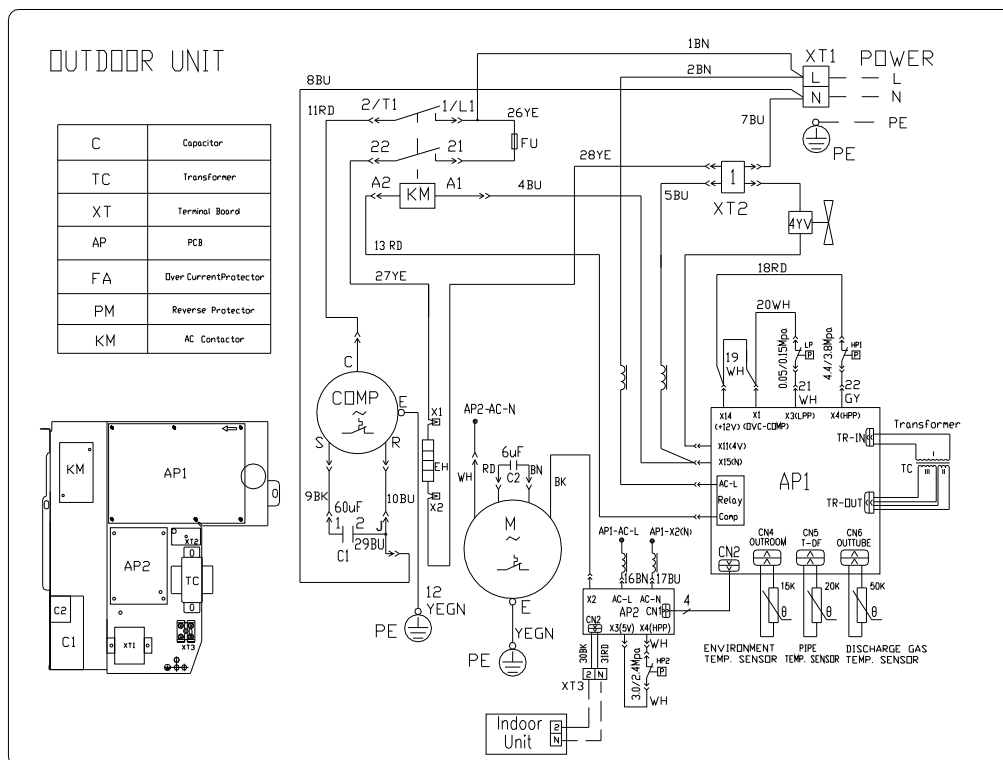 OUTDOOR UNIT
1BN
XT1 POWER
2BN
L L
8BU
N N
11RD 2/T1 1/L1 26YE
7BU PE
FU PE
22 21 28YE
1
A2 KM A1 4BU 5BU
XT2
4YV
13 RD
27YE
18RD
20WH
C Capacitor
TC Transformer
XT Terminal Board
AP PCB
FA Over CurrentProtector
PM Reverse Protector
KM AC Contactor
0.05/0.15Mpa LP P
4.4/3.8Mpa HP1 P
19 WH
21 WH
22 GY
C
COMP
E
S R
X1
EH
X2
AP2-AC-N
WH
6uF
RD C2 BN
BK
M
E
9BK 60uF 10BU
1 2 J
C1 29BU
12
YEGN
PE
YEGN
PE
X14 X1 X3(LPP) X4(HPP)
(+12V) (OVC-COMP)
TR-IN
Transformer
X11(4V)
X15(N)
AP1
TC
I
III II
AC-L
Relay
Comp
TR-OUT
CN4 CN5 CN6
OUTROOM T-DF OUTTUBE
CN2
15K 20K 50K
θ θ θ
ENVIRONMENT PIPE DISCHARGE GAS
TEMP. SENSOR TEMP. SENSOR TEMP. SENSOR
AP1-AC-L AP1-X2(N)
16BN 17BU
X2 AC-L AC-N
AP2 CN1 4
CN2 X3(5V) X4(HPP)
30BK 31RD
3.0/2.4Mpa
WH
HP2
P
WH
XT3 2 N
Indoor 2
Unit N
KM AP1
XT2
AP2 TC
C2
C1
XT1 XT3